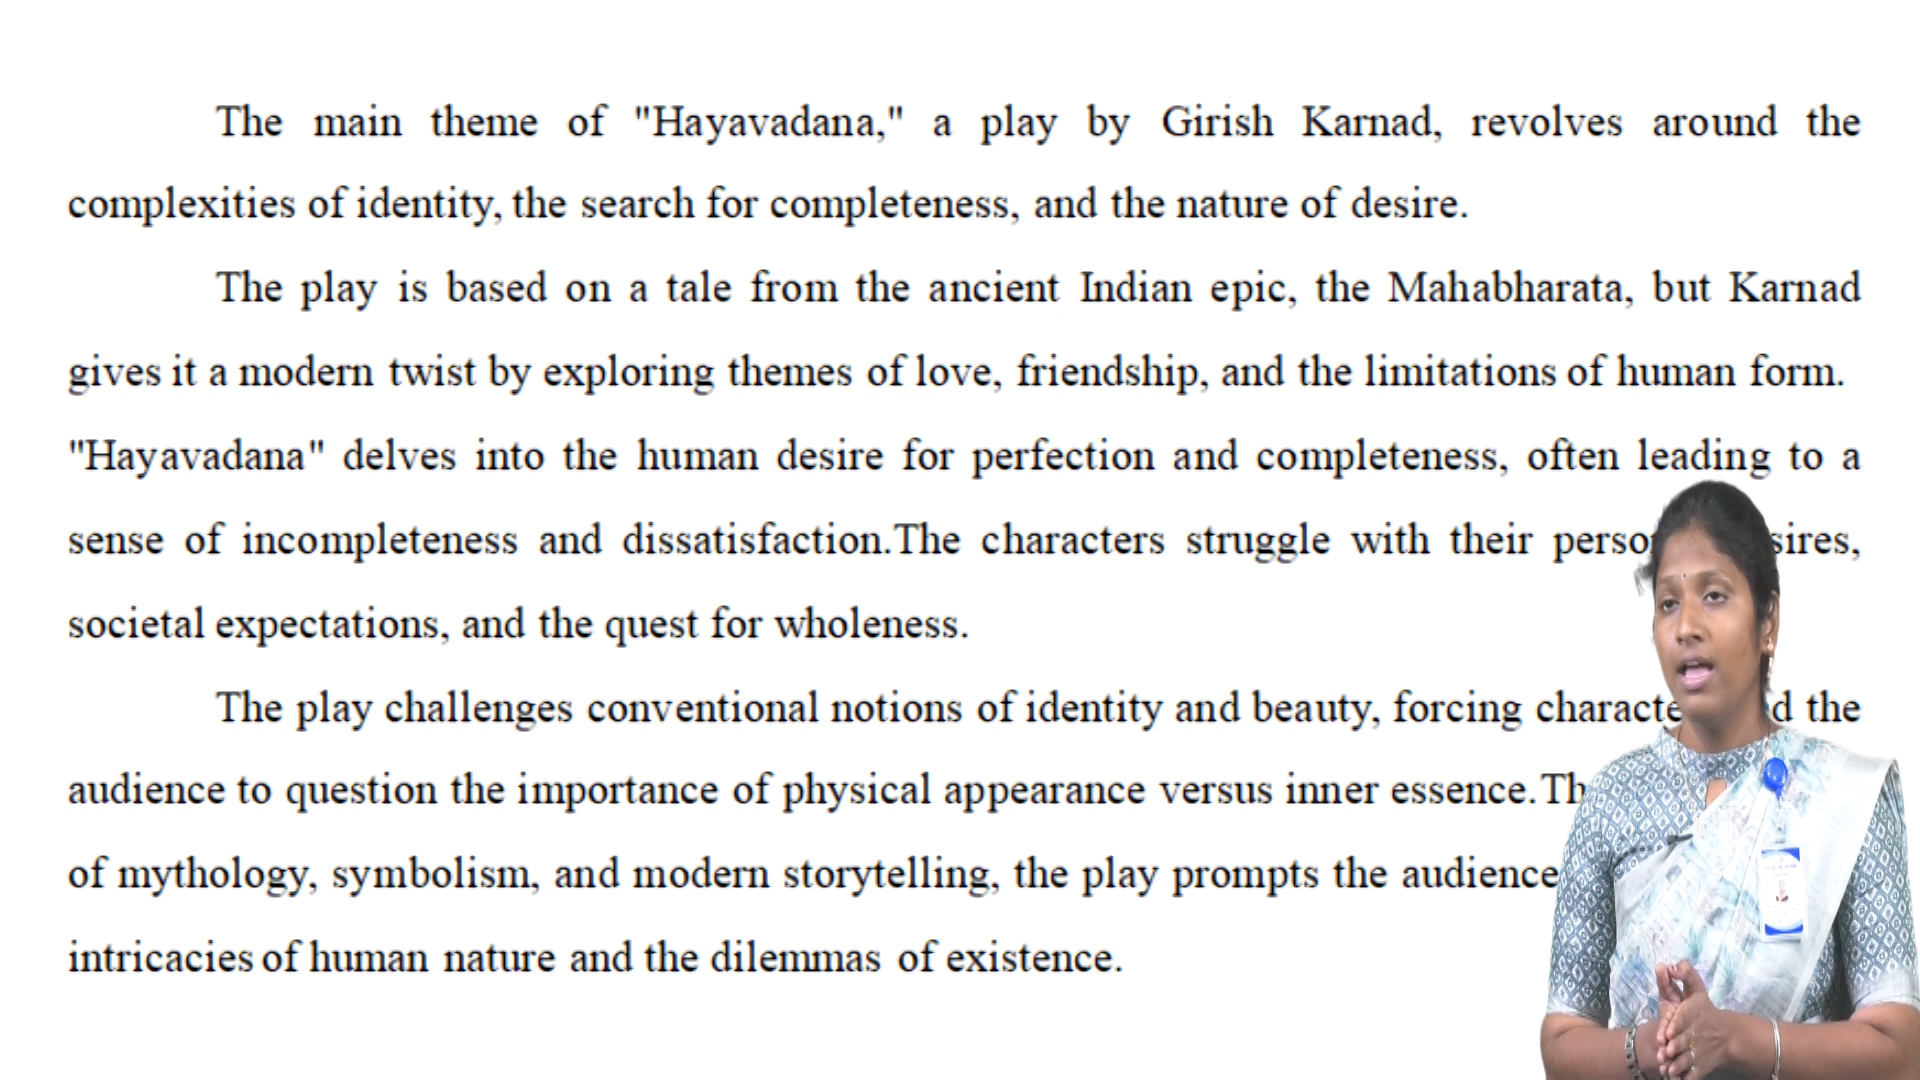 The main theme of "Hayavadana," a play by Girish Karnad, revolves around the
complexities of identity, the search for completeness, and the nature of desire.
The play is based on a tale from the ancient Indian epic, the Mahabharata, but Karnad
gives it a modern twist by exploring themes of love, friendship, and the limitations of human form.
"Hayavadana" delves into the human desire for perfection and completeness, often leading to a
sense of incompleteness and dissatisfaction.The characters struggle with their
societal expectations, and the quest for wholeness.
The play challenges conventional notions of identity and beauty, forcing the
audience to question the importance of physical appearance versus inner essence.
of mythology, symbolism, and modern storytelling, the play prompts the audience
intricacies of human nature and the dilemmas of existence.